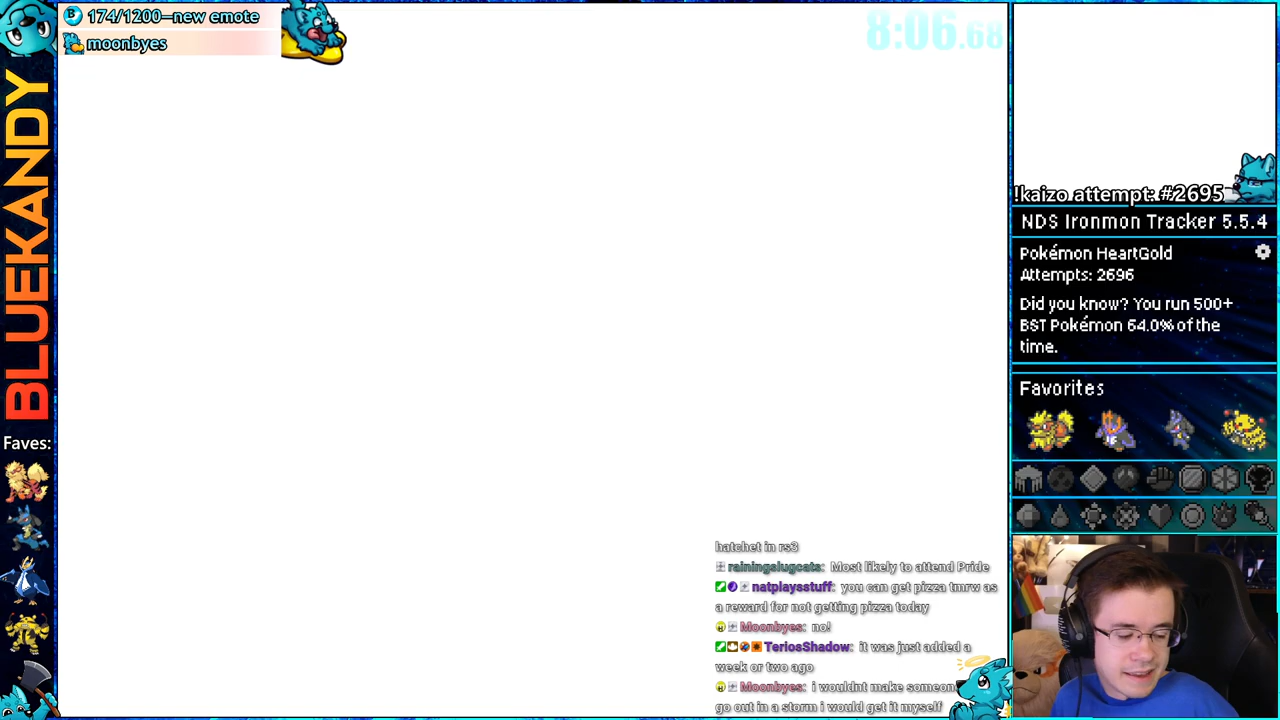 174/1200—new emote
moonbyes
8:06.68
BLUEKANDY
Faves:
!kaizo attempt: #2695
NDS Ironmon Tracker 5.5.4
Pokémon HeartGold
Attempts: 2696
Did you know? You run 500+
BST Pokémon 64.0% of the
time.
Favorites
hatchet in rs3
rainingslugcats: Most likely to attend Pride
natplaysstuff: you can get pizza tmrw as
a reward for not getting pizza today
Moonbyes: no!
TeriosShadow: it was just added a
week or two ago
Moonbyes: i wouldnt make someon
go out in a storm i would get it myself